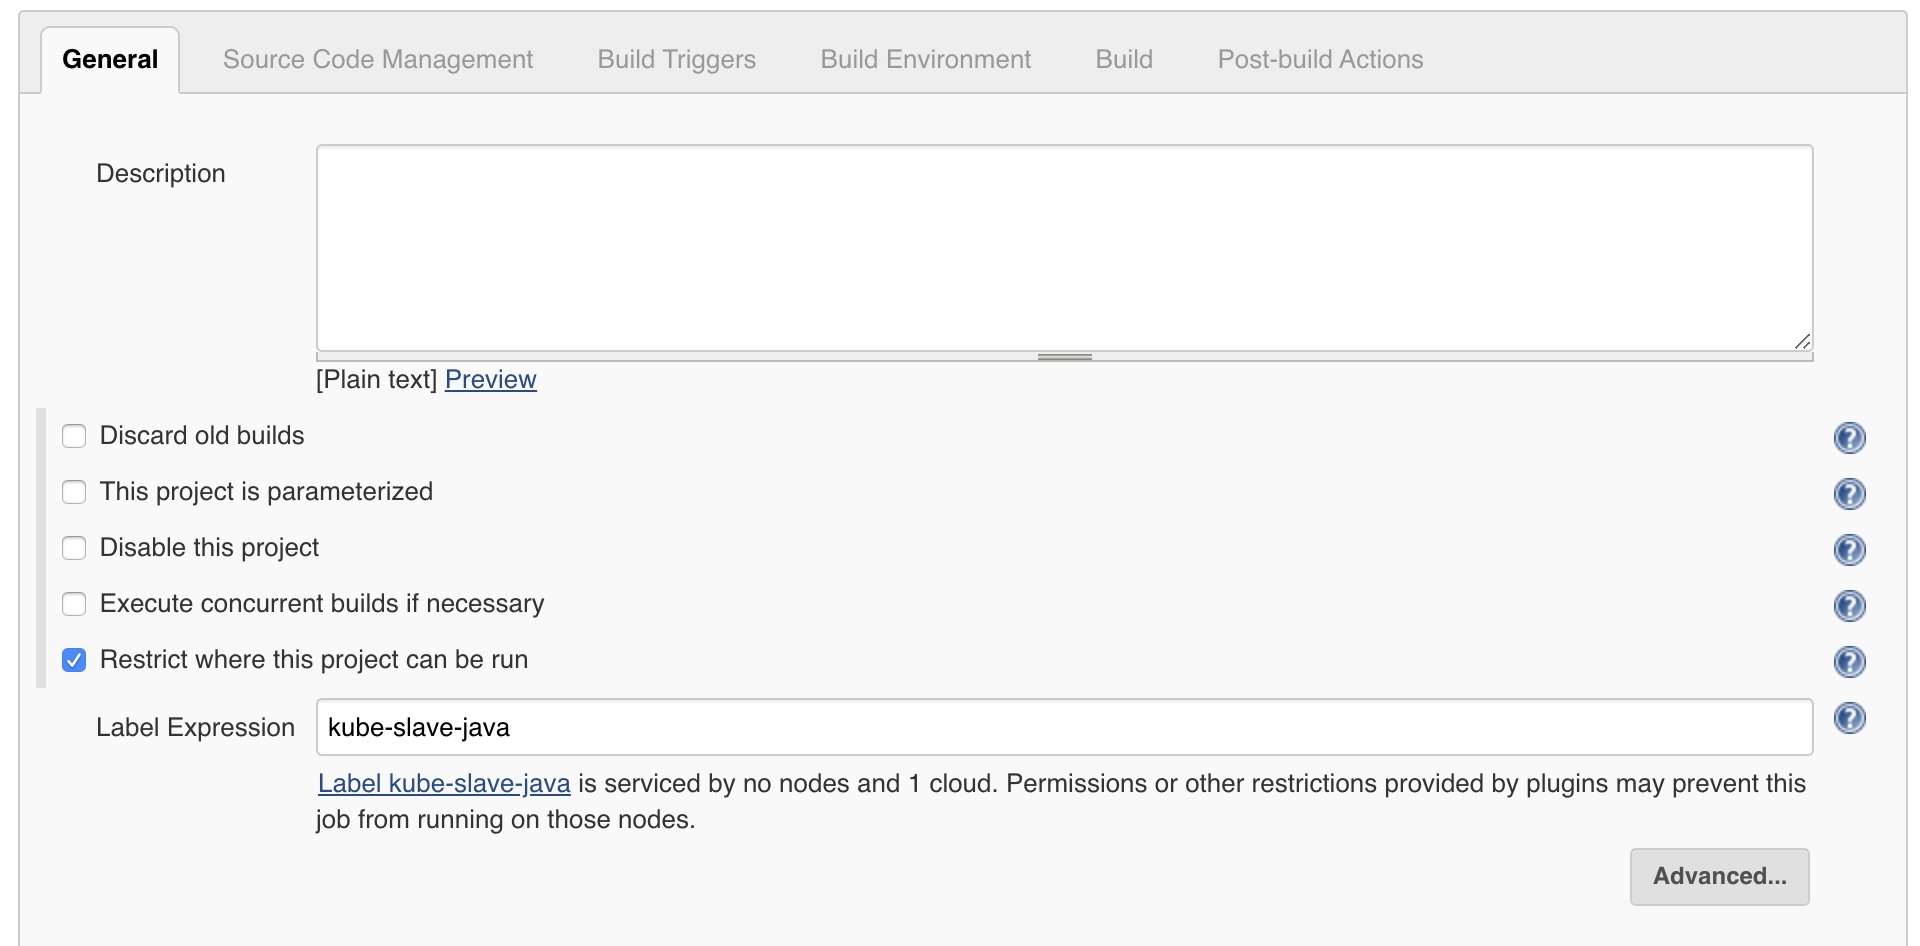 General Source Code Management Build Triggers Build Environment Build Post-build Actions
Description
[Plain text] Preview
Discard old builds
This project is parameterized
Disable this project
Execute concurrent builds if necessary
Restrict where this project can be run
Label Expression kube-slave-java
Label kube-slave-java is serviced by no nodes and 1 cloud. Permissions or other restrictions provided by plugins may prevent this
job from running on those nodes.
Advanced...